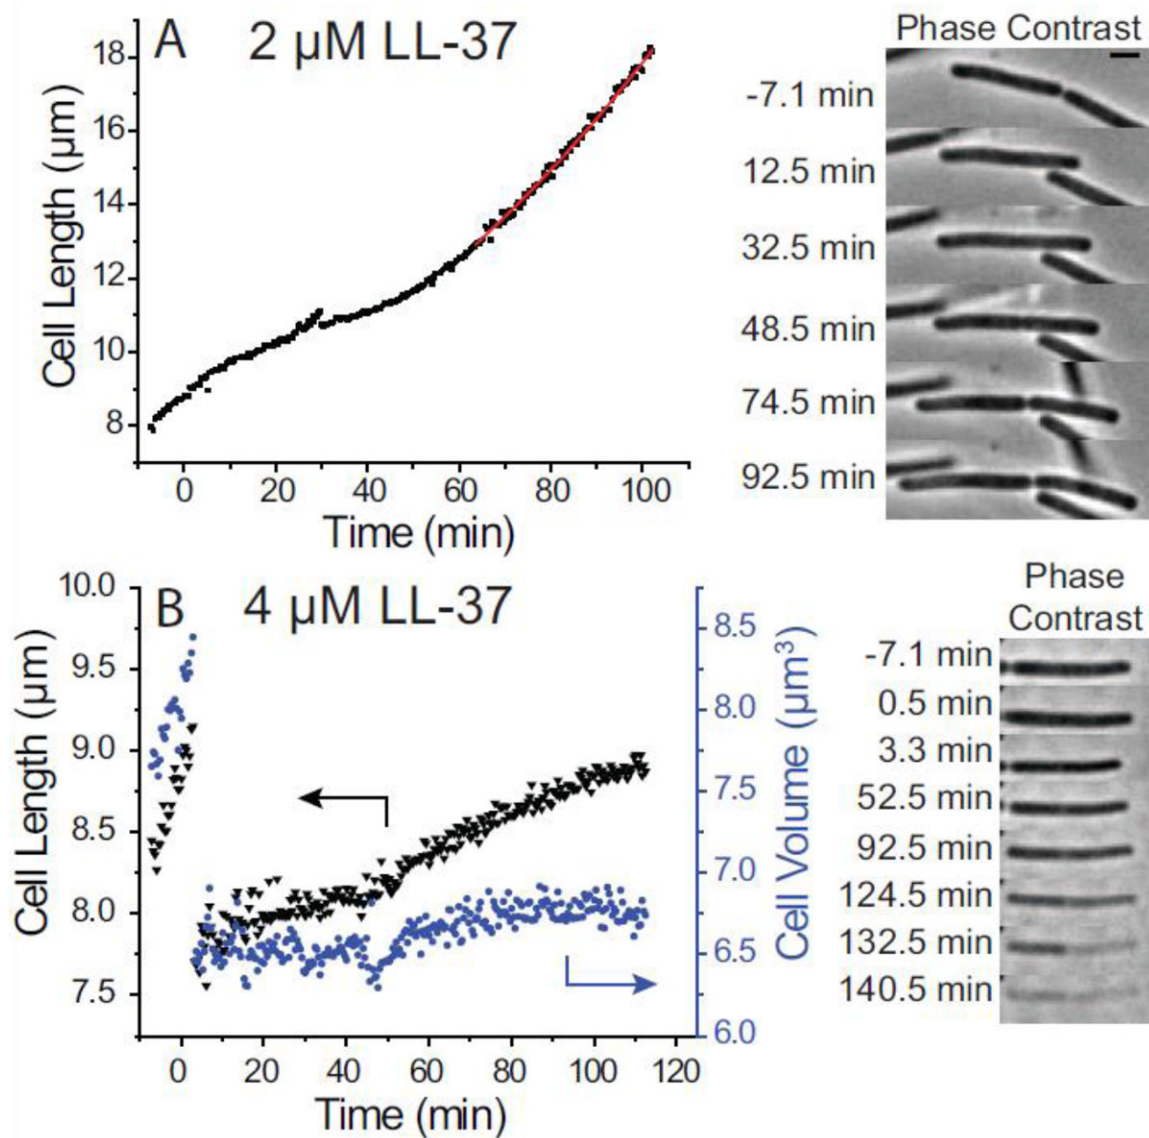 A 2 µM LL-37
Phase Contrast
18
16
14
12
10
8
Cell Length (µm)
0 20 40 60 80 100
Time (min)
-7.1 min
12.5 min
32.5 min
48.5 min
74.5 min
92.5 min
B 4 µM LL-37
Phase
Contrast
10.0
9.5
9.0
8.5
8.0
7.5
Cell Length (µm)
8.5
8.0
7.5
7.0
6.5
6.0
Cell Volume (µm³)
0 20 40 60 80 100 120
Time (min)
-7.1 min
0.5 min
3.3 min
52.5 min
92.5 min
124.5 min
132.5 min
140.5 min